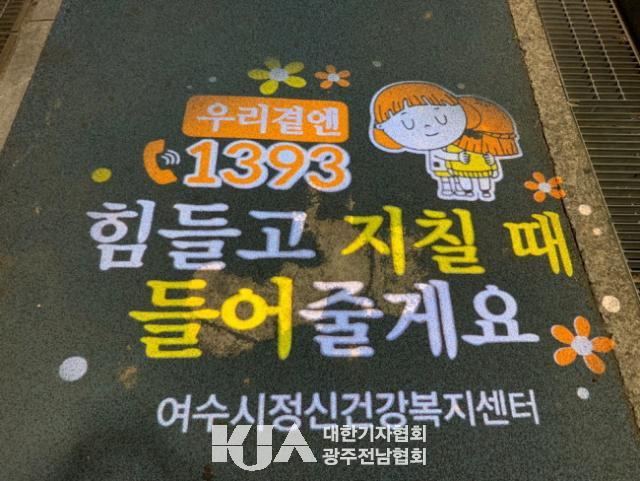 우리곁엔
1393
힘들고 지칠 때
들어줄게요
여수시정신건강복지센터
KJA 대한기자협회
광주전남협회